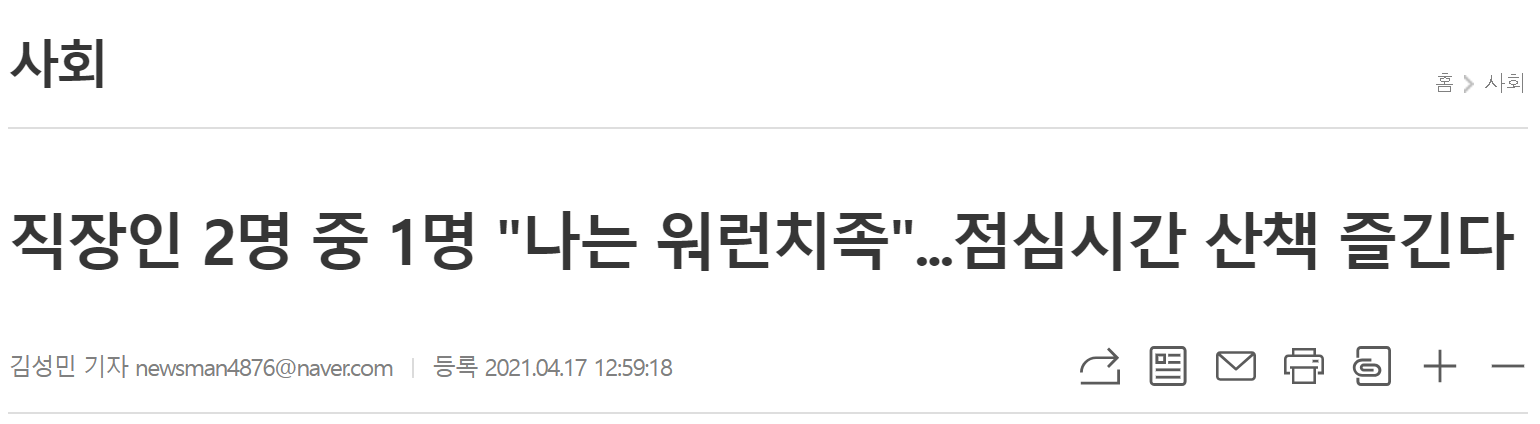 사회
홈 > 사회
직장인 2명 중 1명 "나는 워런치족"...점심시간 산책 즐긴다
김성민 기자 newsman4876@naver.com | 등록 2021.04.17 12:59:18